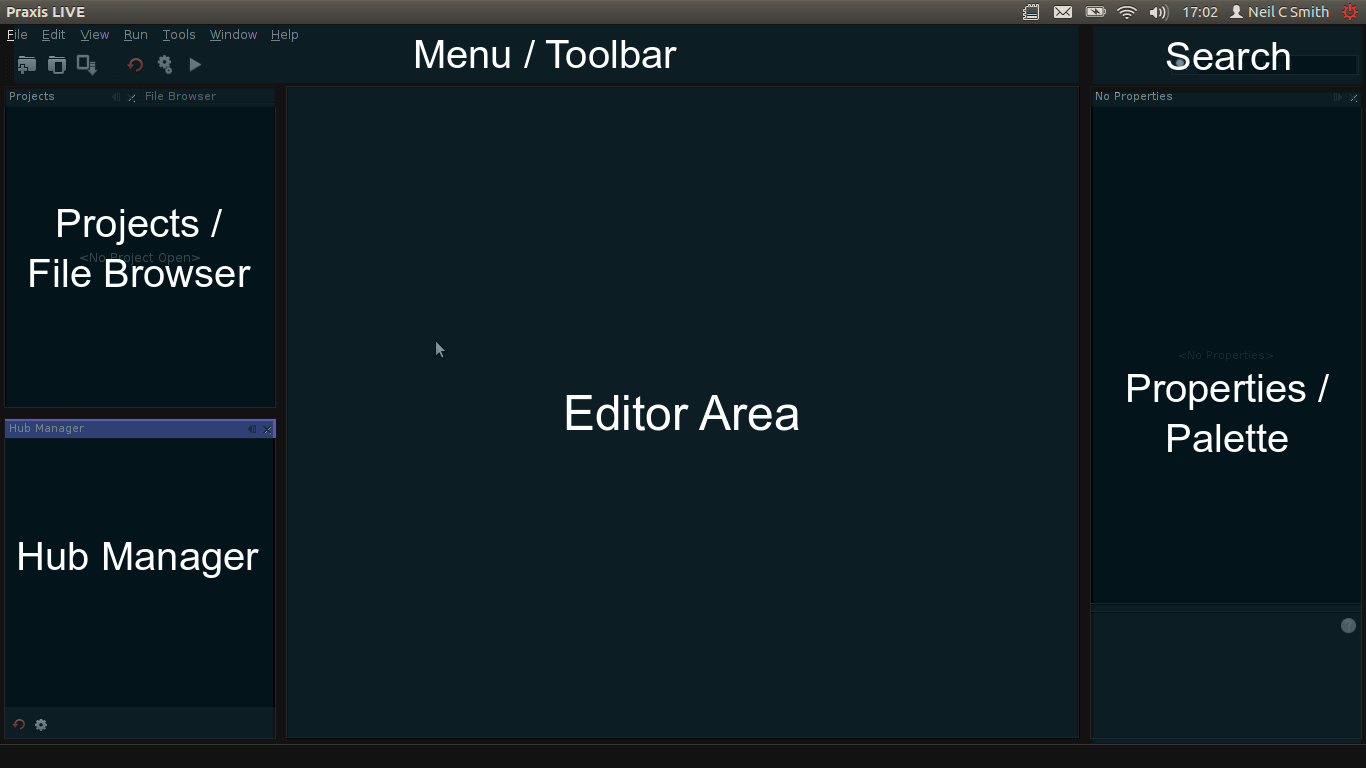 Praxis LIVE
17:02 Neil C Smith
File Edit View Run Tools Window Help
Menu / Toolbar
Search
Projects File Browser
No Properties
Projects /
File Browser
<No Project Open>
<No Properties>
Properties /
Palette
Editor Area
Hub Manager
Hub Manager
?